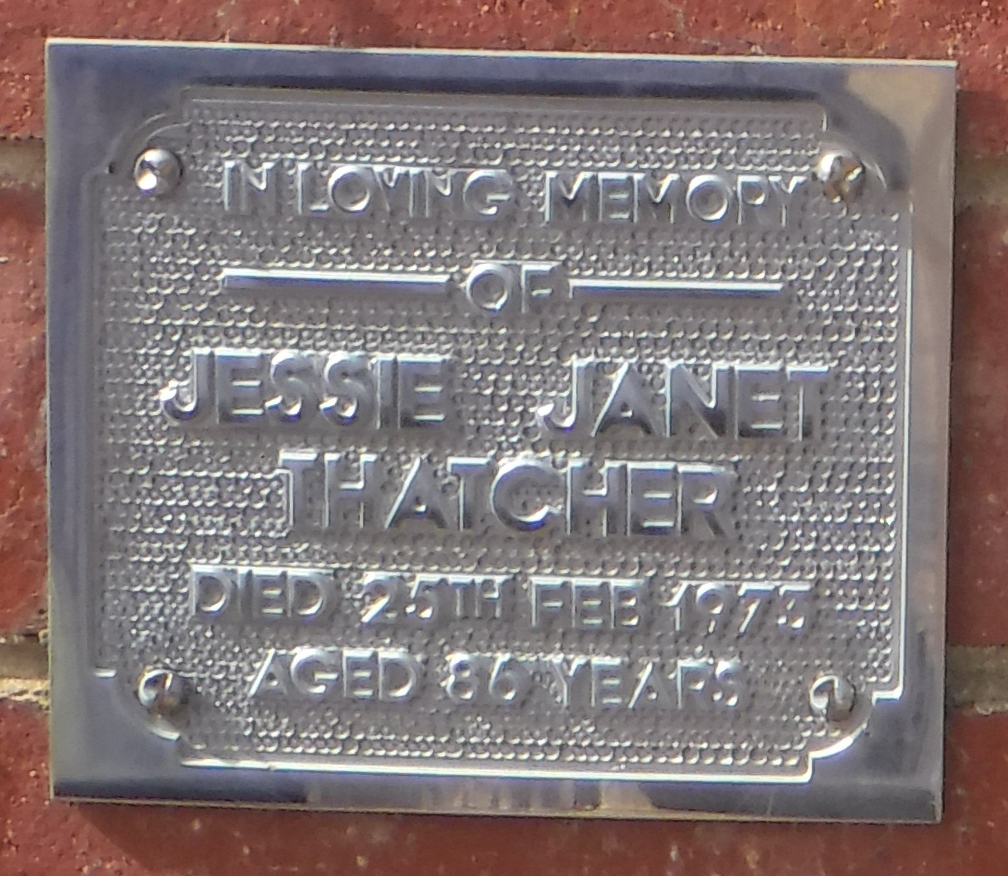 IN LOVING MEMORY
OF
JESSIE JANET
THATCHER
DIED 25TH FEB 1973
AGED 86 YEARS